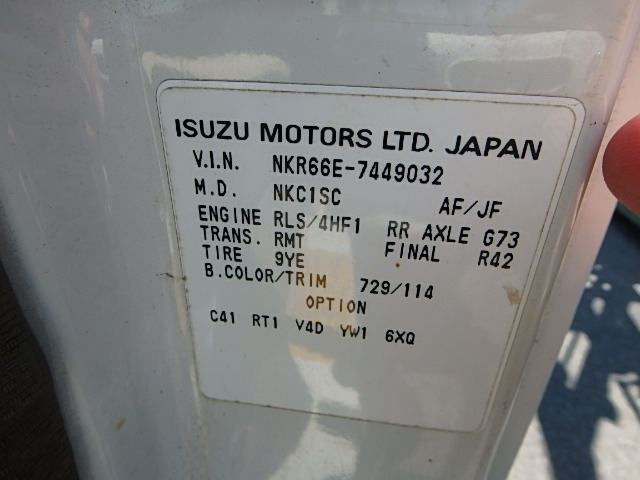 ISUZU MOTORS LTD. JAPAN
V.I.N. NKR66E-7449032
M.D. NKC1SC AF/JF
ENGINE RLS/4HF1 RR AXLE G73
TRANS. RMT FINAL R42
TIRE 9YE
B.COLOR/TRIM 729/114
OPTION
C41 RT1 V4D YW1 6XQ